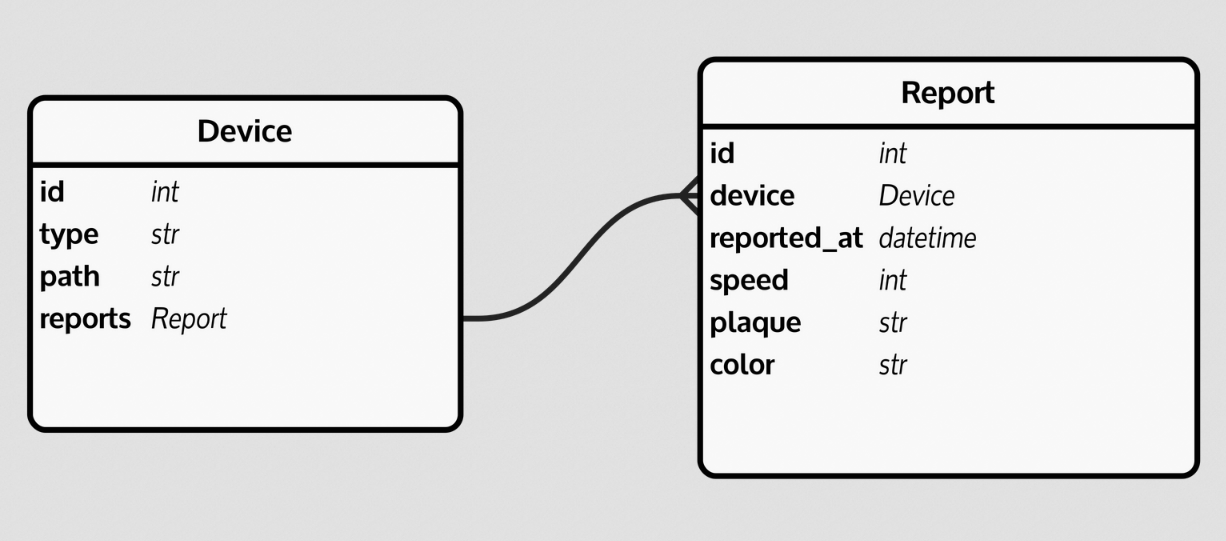 Device
id int
type str
path str
reports Report
Report
id int
device Device
reported_at datetime
speed int
plaque str
color str